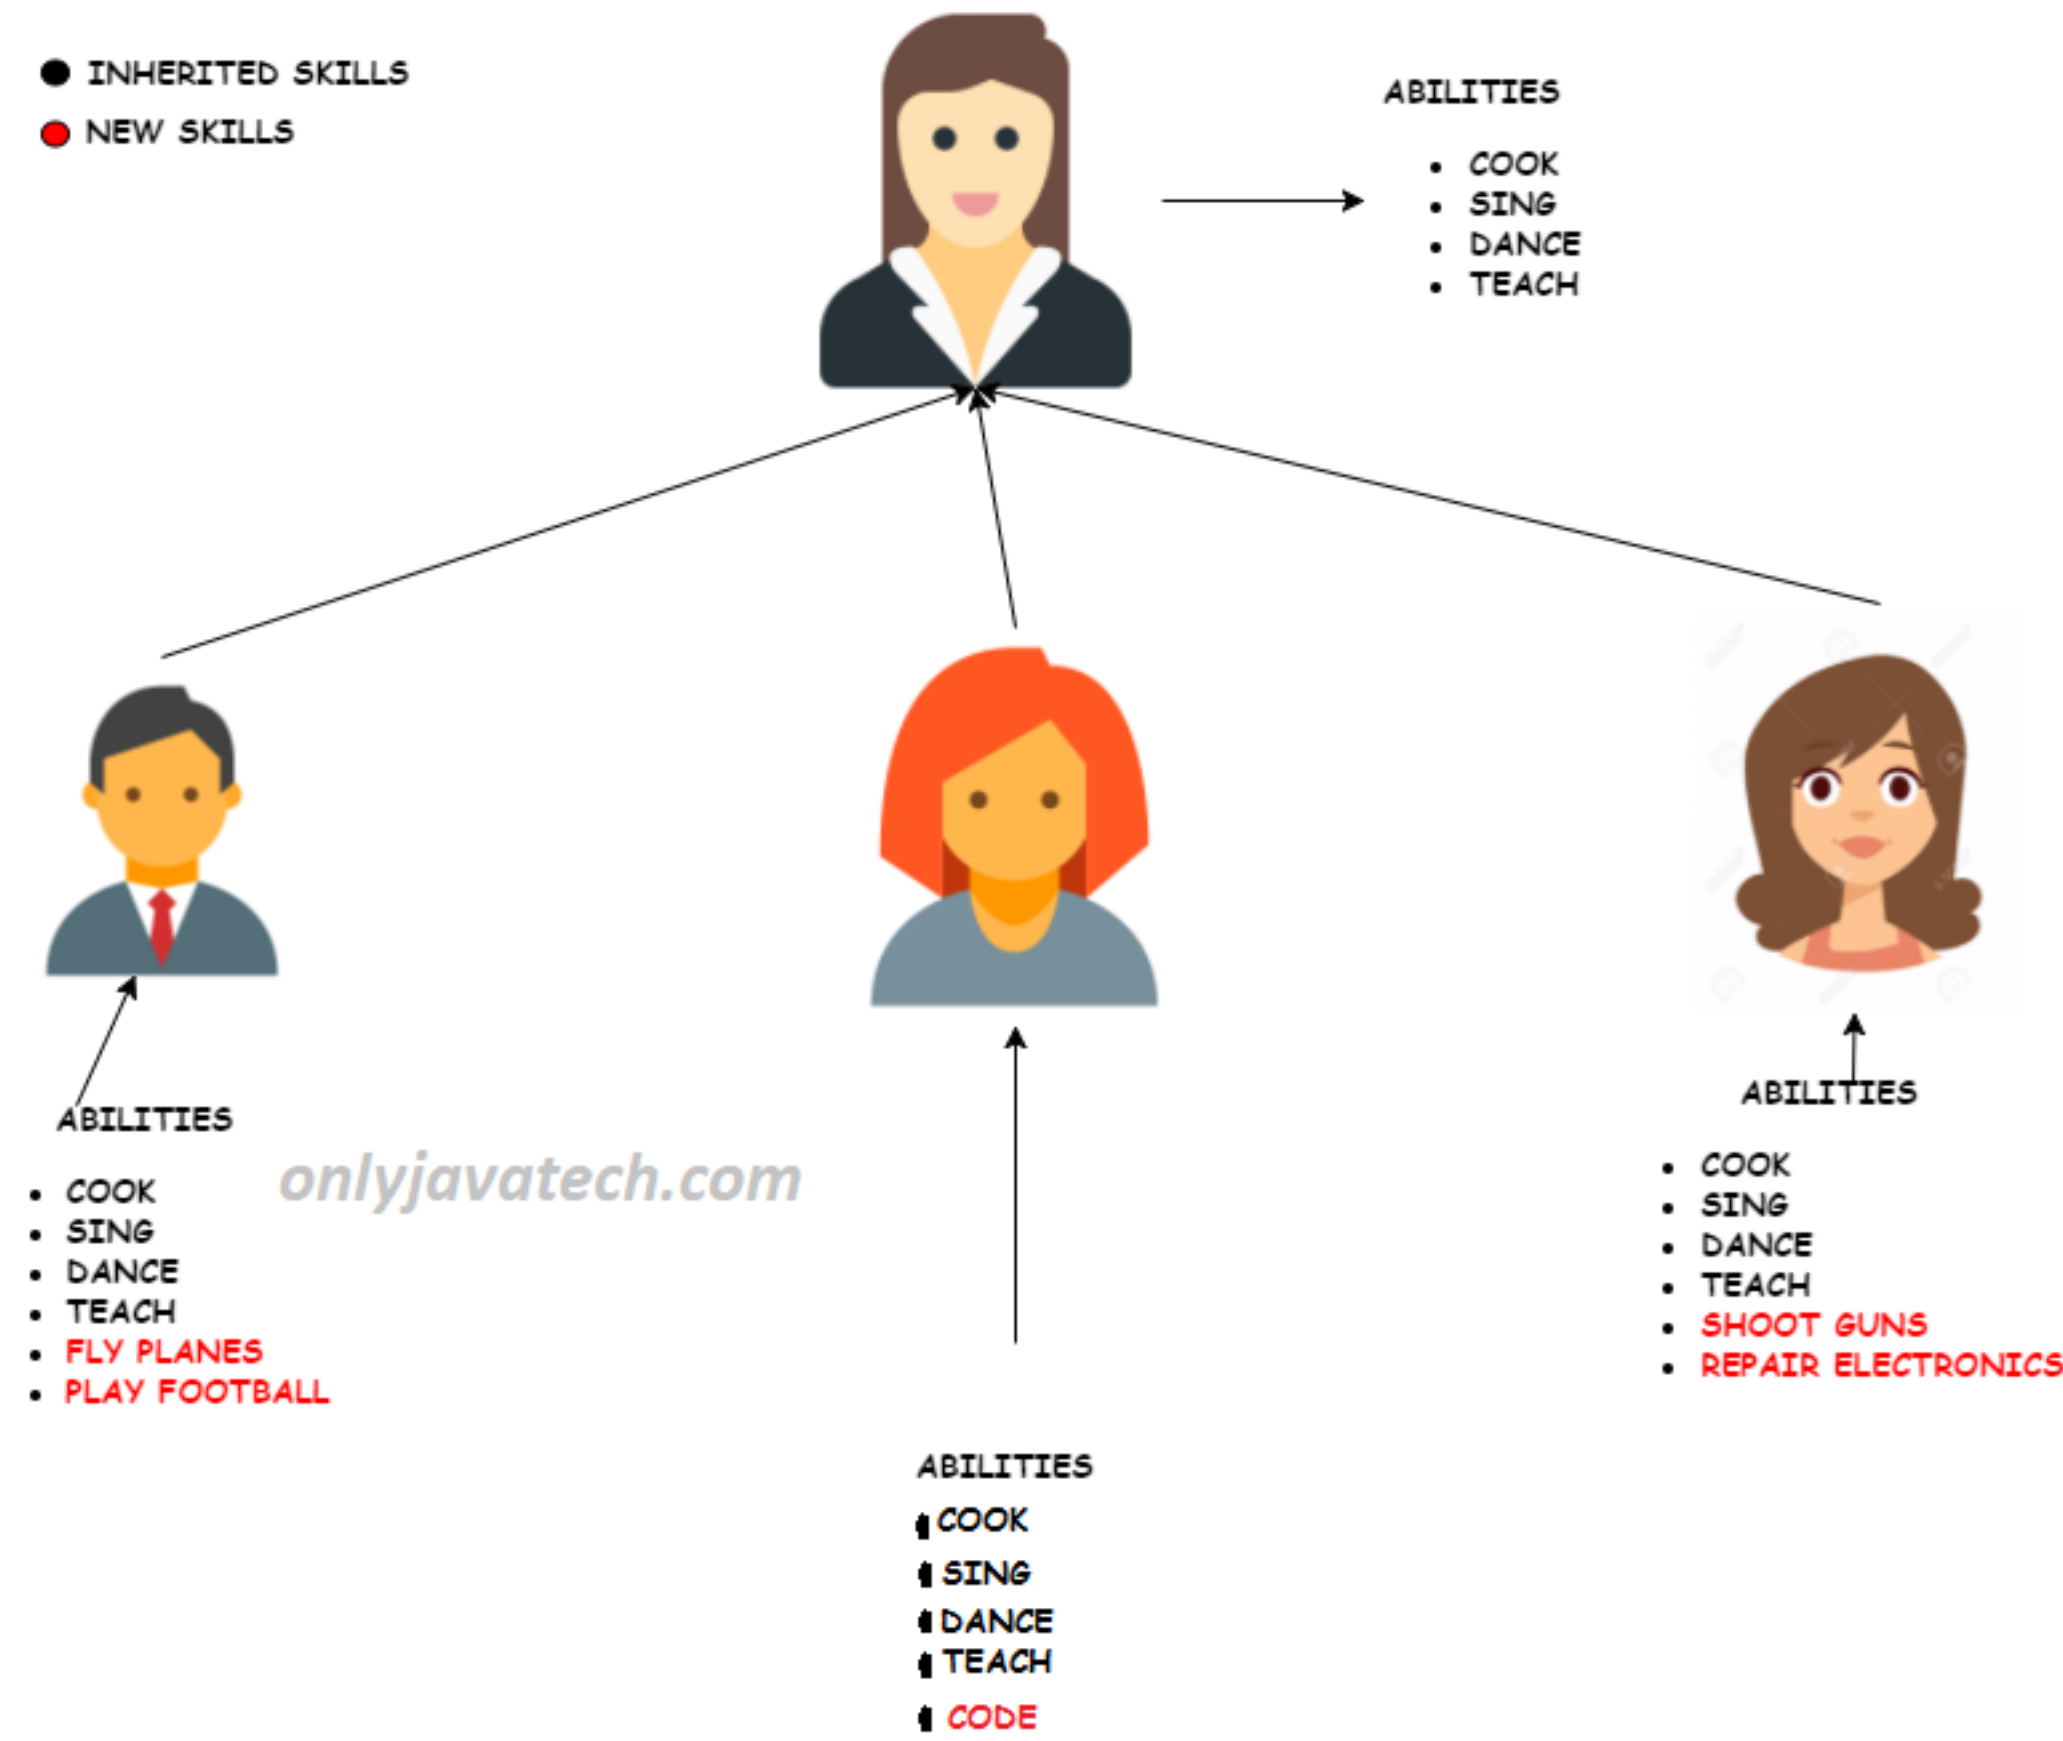 INHERITED SKILLS
NEW SKILLS
ABILITIES
COOK
SING
DANCE
TEACH
ABILITIES
COOK
SING
DANCE
TEACH
FLY PLANES
PLAY FOOTBALL
onlyjavatech.com
ABILITIES
COOK
SING
DANCE
TEACH
CODE
ABILITIES
COOK
SING
DANCE
TEACH
SHOOT GUNS
REPAIR ELECTRONICS